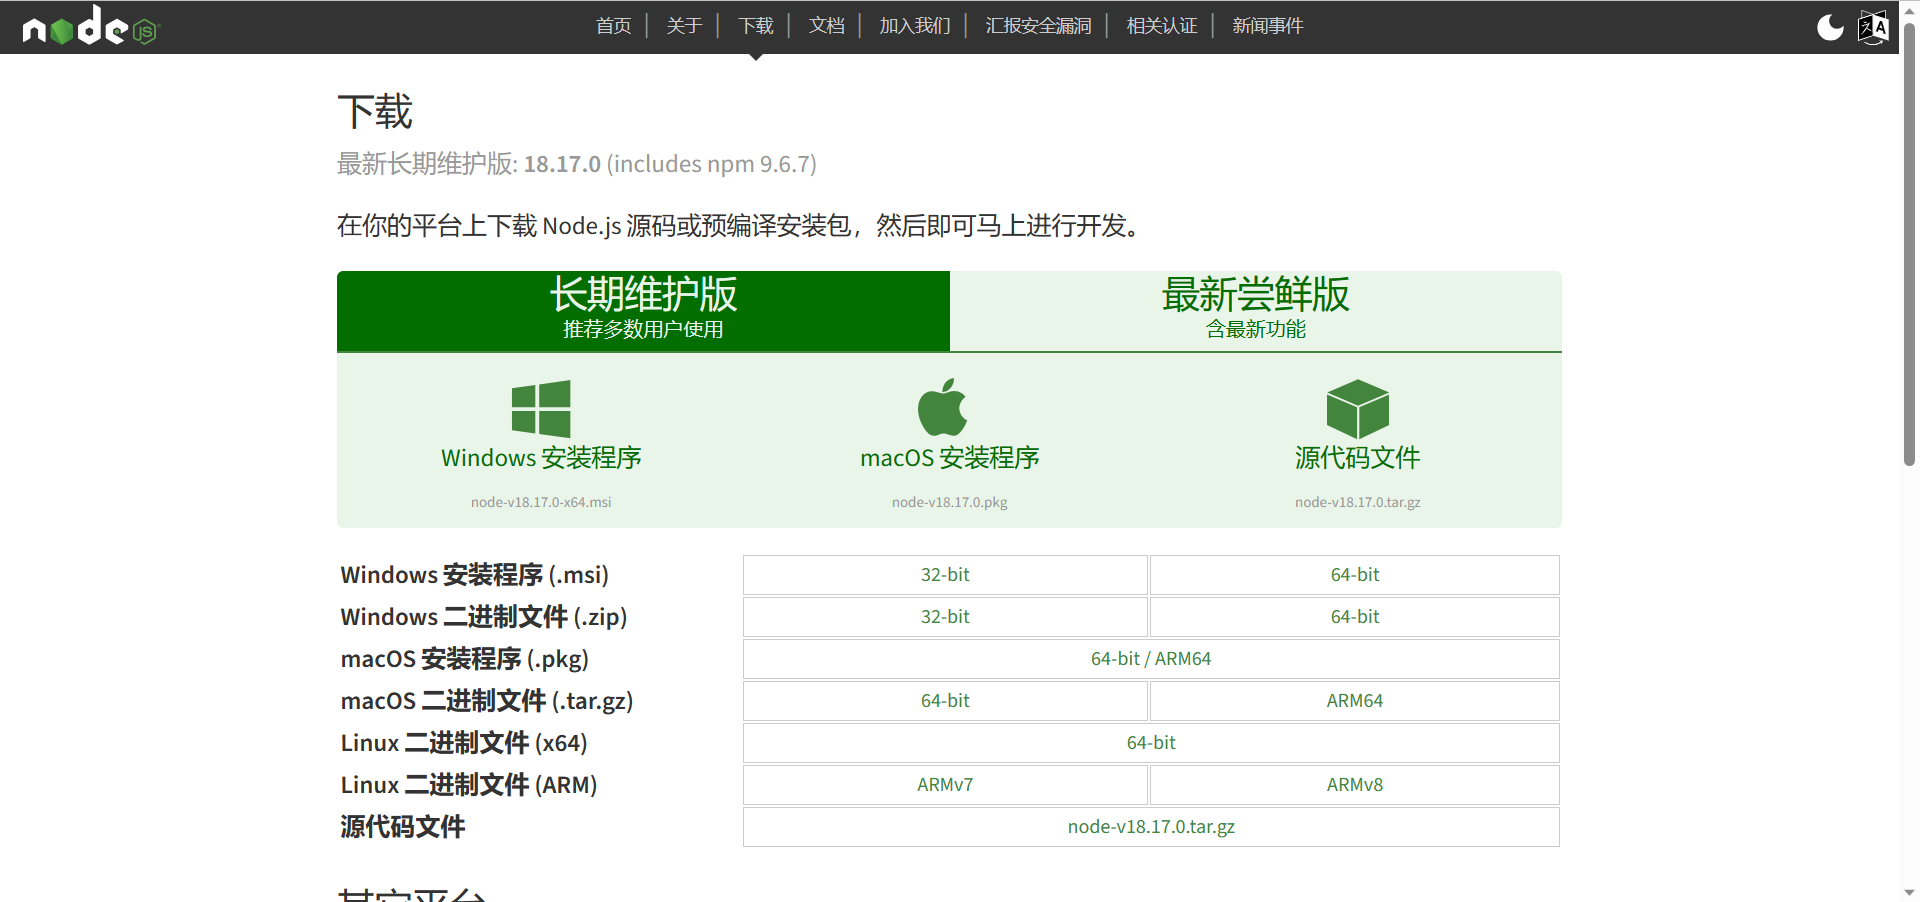 node JS
首页 | 关于 | 下载 | 文档 | 加入我们 | 汇报安全漏洞 | 相关认证 | 新闻事件
下载
最新长期维护版: 18.17.0 (includes npm 9.6.7)
在你的平台上下载 Node.js 源码或预编译安装包，然后即可马上进行开发。
长期维护版
推荐多数用户使用
最新尝鲜版
含最新功能
Windows 安装程序
node-v18.17.0-x64.msi
macOS 安装程序
node-v18.17.0.pkg
源代码文件
node-v18.17.0.tar.gz
Windows 安装程序 (.msi) 32-bit 64-bit
Windows 二进制文件 (.zip) 32-bit 64-bit
macOS 安装程序 (.pkg) 64-bit / ARM64
macOS 二进制文件 (.tar.gz) 64-bit ARM64
Linux 二进制文件 (x64) 64-bit
Linux 二进制文件 (ARM) ARMv7 ARMv8
源代码文件 node-v18.17.0.tar.gz
其它平台